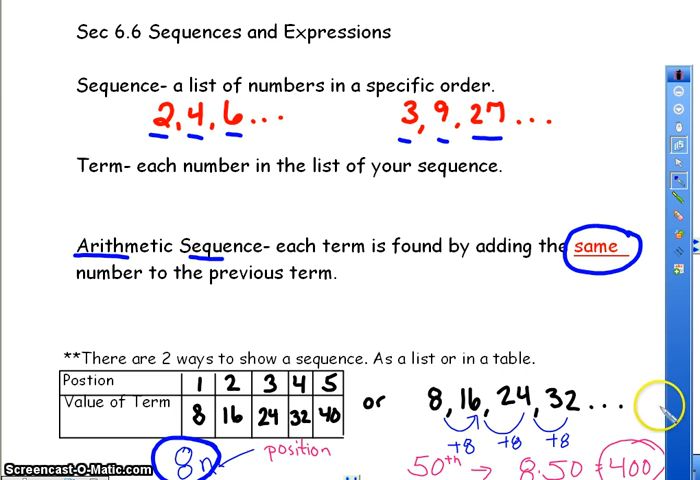 Sec 6.6 Sequences and Expressions
Sequence- a list of numbers in a specific order.
2, 4, 6... 3, 9, 27...
Term- each number in the list of your sequence.
Arithmetic Sequence- each term is found by adding the same
number to the previous term.
**There are 2 ways to show a sequence. As a list or in a table.
Postion 1 2 3 4 5
Value of Term 8 16 24 32 40
or 8, 16, 24, 32...
+8 +8 +8
8n position
50th → 8·50 = 400
Screencast-O-Matic.com